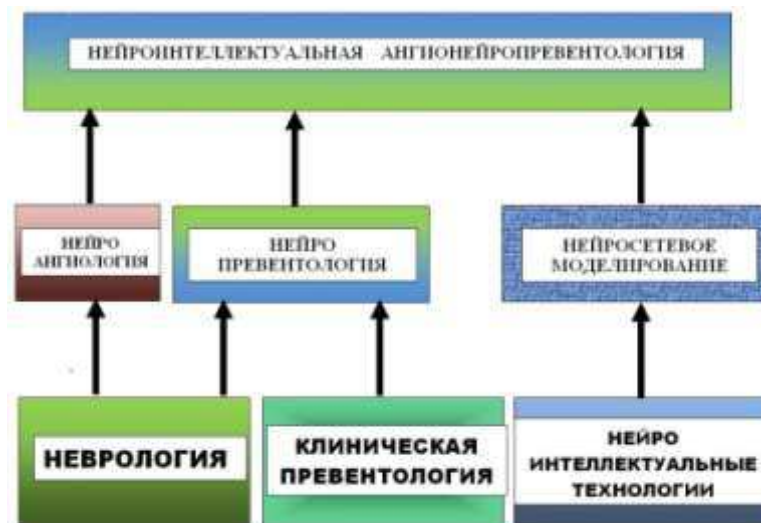 НЕЙРОИНТЕЛЛЕКТУАЛЬНАЯ АНГИОНЕЙРОПРЕВЕНТОЛОГИЯ
НЕЙРО
АНГИОЛОГИЯ
НЕЙРО
ПРЕВЕНТОЛОГИЯ
НЕЙРОСЕТЕВОЕ
МОДЕЛИРОВАНИЕ
НЕВРОЛОГИЯ
КЛИНИЧЕСКАЯ
ПРЕВЕНТОЛОГИЯ
НЕЙРО
ИНТЕЛЛЕКТУАЛЬНЫЕ
ТЕХНОЛОГИИ